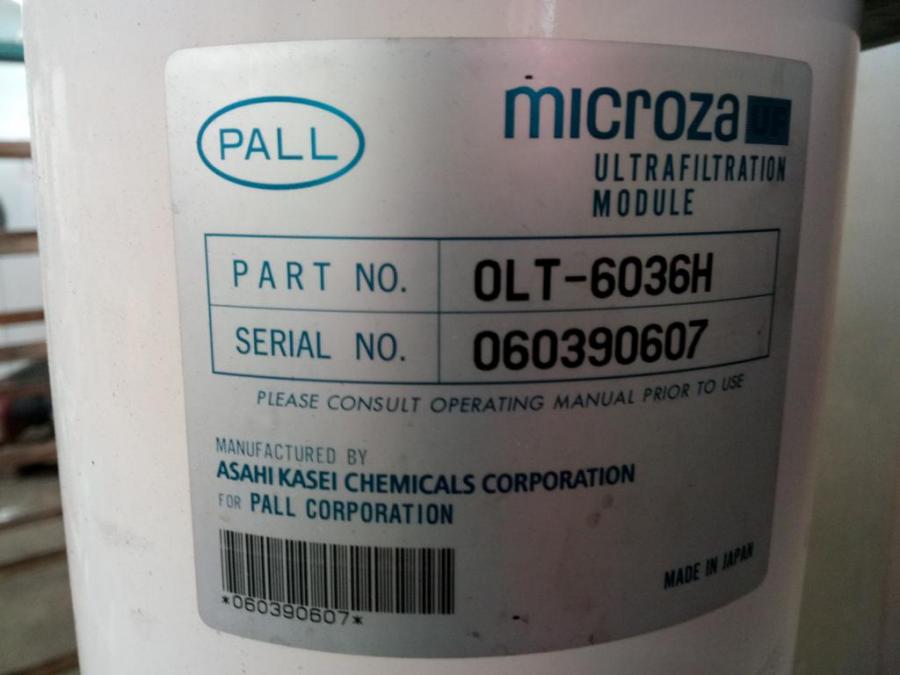 PALL
mICROZA UF
ULTRAFILTRATION
MODULE
PART NO. OLT-6036H
SERIAL NO. 060390607
PLEASE CONSULT OPERATING MANUAL PRIOR TO USE
MANUFACTURED BY
ASAHI KASEI CHEMICALS CORPORATION
FOR PALL CORPORATION
*060390607*
MADE IN JAPAN